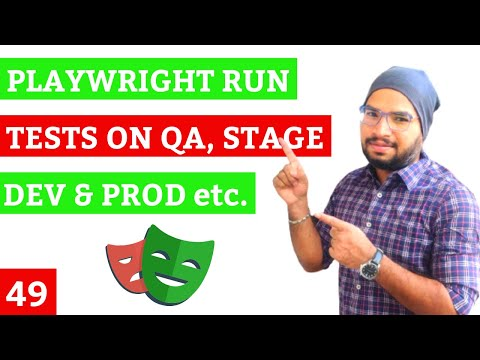 PLAYWRIGHT RUN
TESTS ON QA, STAGE
DEV & PROD etc.
49